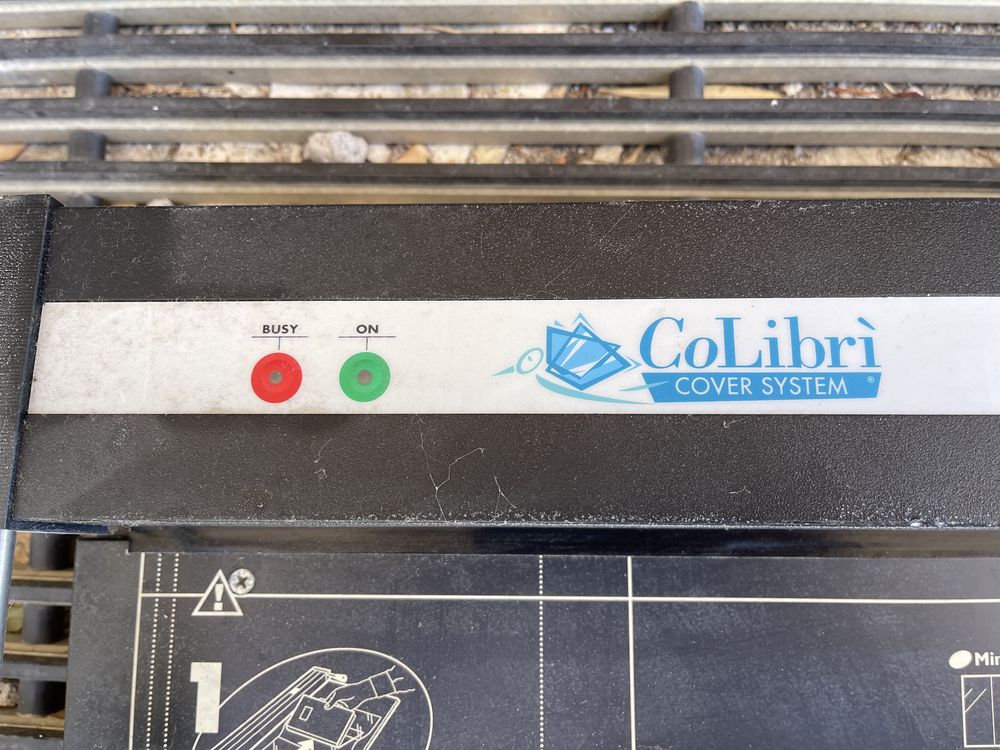 BUSY ON
CoLibrì
COVER SYSTEM ®
1